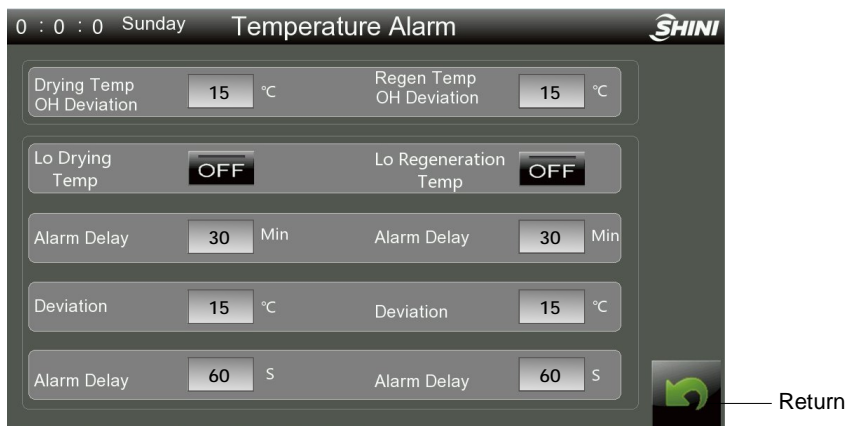 0 : 0 : 0 Sunday Temperature Alarm SHINI
Drying Temp
OH Deviation
15 ℃
Regen Temp
OH Deviation
15 ℃
Lo Drying
Temp
OFF
Lo Regeneration
Temp
OFF
Alarm Delay 30 Min Alarm Delay 30 Min
Deviation 15 ℃ Deviation 15 ℃
Alarm Delay 60 S Alarm Delay 60 S
Return